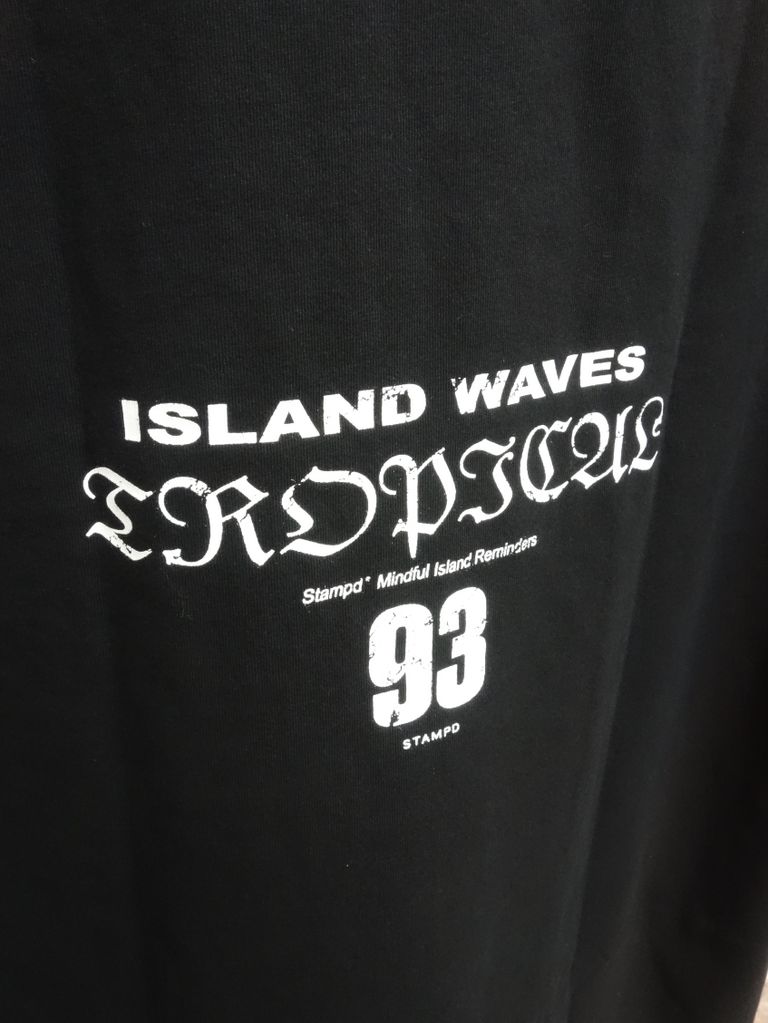 ISLAND WAVES
TROPICAL
Stampd* Mindful Island Reminders
93
STAMPD